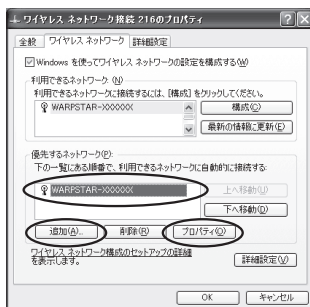 ワイヤレス ネットワーク接続 216のプロパティ
全般 ワイヤレス ネットワーク 詳細設定
Windows を使ってワイヤレス ネットワークの設定を構成する(W)
利用できるネットワーク: (N)
利用できるネットワークに接続するには、[構成] をクリックしてください。
WARPSTAR-XXXXXX
構成(C)
最新の情報に更新(E)
優先するネットワーク(P):
下の一覧にある順番で、利用できるネットワークに自動的に接続する:
WARPSTAR-XXXXXX
上へ移動(U)
下へ移動(D)
追加(A)... 削除(R) プロパティ(O)
ワイヤレス ネットワーク構成のセットアップの詳細
を表示します。
詳細設定(V)
OK キャンセル